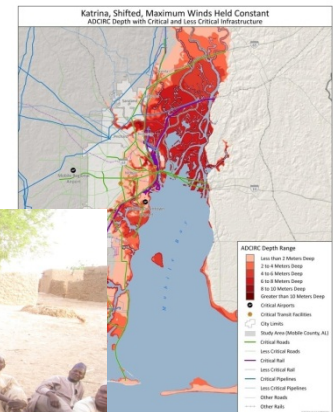 Katrina, Shifted, Maximum Winds Held Constant
ADCIRC Depth with Critical and Less Critical Infrastructure
ADCIRC Depth Range
Less than 2 Meters Deep
2 to 4 Meters Deep
4 to 6 Meters Deep
6 to 8 Meters Deep
8 to 10 Meters Deep
Greater than 10 Meters Deep
Critical Airports
Critical Transit Facilities
City Limits
Study Area (Mobile County, AL)
Critical Roads
Less Critical Roads
Critical Rail
Less Critical Rail
Critical Pipelines
Less Critical Pipelines
Other Roads
Other Rails